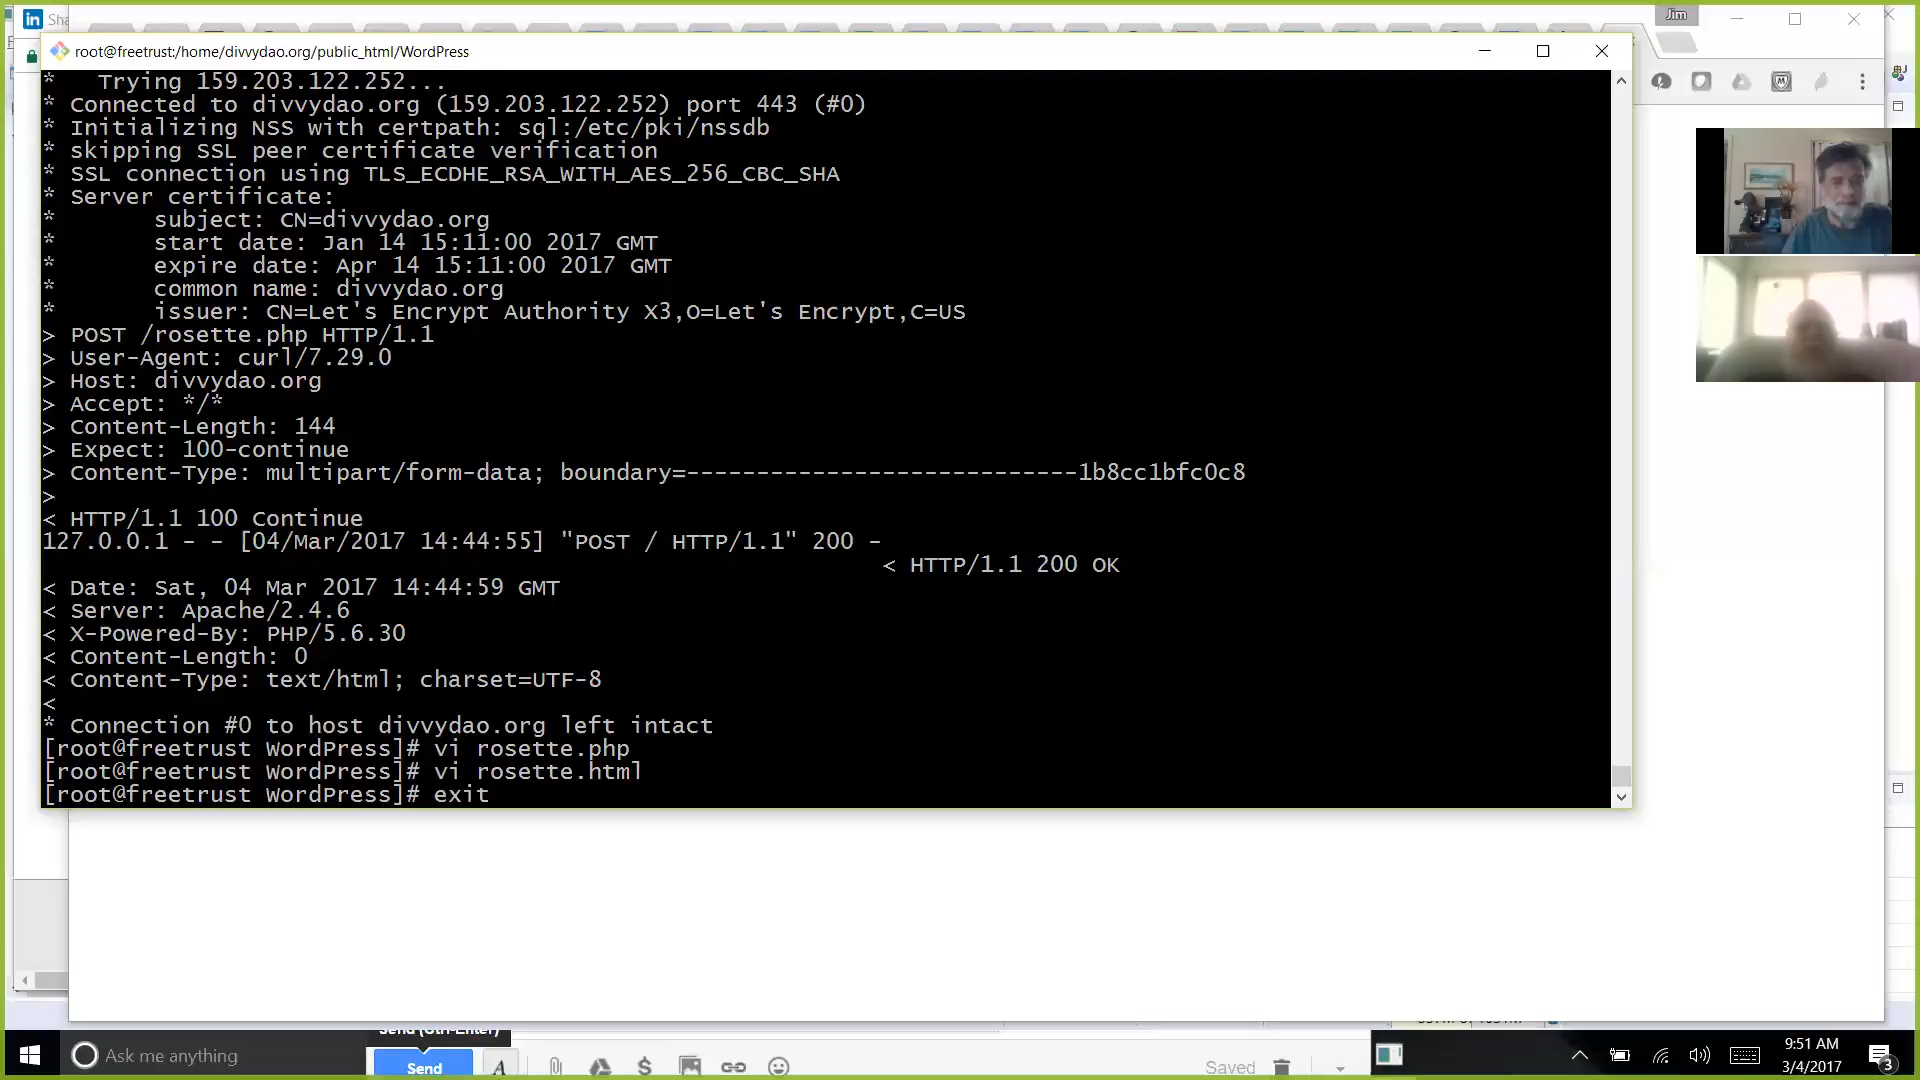 in Sha
Jim
root@freetrust:/home/divvydao.org/public_html/WordPress
*   Trying 159.203.122.252...
* Connected to divvydao.org (159.203.122.252) port 443 (#0)
* Initializing NSS with certpath: sql:/etc/pki/nssdb
* skipping SSL peer certificate verification
* SSL connection using TLS_ECDHE_RSA_WITH_AES_256_CBC_SHA
* Server certificate:
*       subject: CN=divvydao.org
*       start date: Jan 14 15:11:00 2017 GMT
*       expire date: Apr 14 15:11:00 2017 GMT
*       common name: divvydao.org
*       issuer: CN=Let's Encrypt Authority X3,O=Let's Encrypt,C=US
> POST /rosette.php HTTP/1.1
> User-Agent: curl/7.29.0
> Host: divvydao.org
> Accept: */*
> Content-Length: 144
> Expect: 100-continue
> Content-Type: multipart/form-data; boundary=----------------------------1b8cc1bfc0c8
>
< HTTP/1.1 100 Continue
127.0.0.1 - - [04/Mar/2017 14:44:55] "POST / HTTP/1.1" 200 -
< HTTP/1.1 200 OK
< Date: Sat, 04 Mar 2017 14:44:59 GMT
< Server: Apache/2.4.6
< X-Powered-By: PHP/5.6.30
< Content-Length: 0
< Content-Type: text/html; charset=UTF-8
<
* Connection #0 to host divvydao.org left intact
[root@freetrust WordPress]# vi rosette.php
[root@freetrust WordPress]# vi rosette.html
[root@freetrust WordPress]# exit
Send (Ctrl-Enter)
Ask me anything
Send
A
Saved
9:51 AM
3/4/2017
3